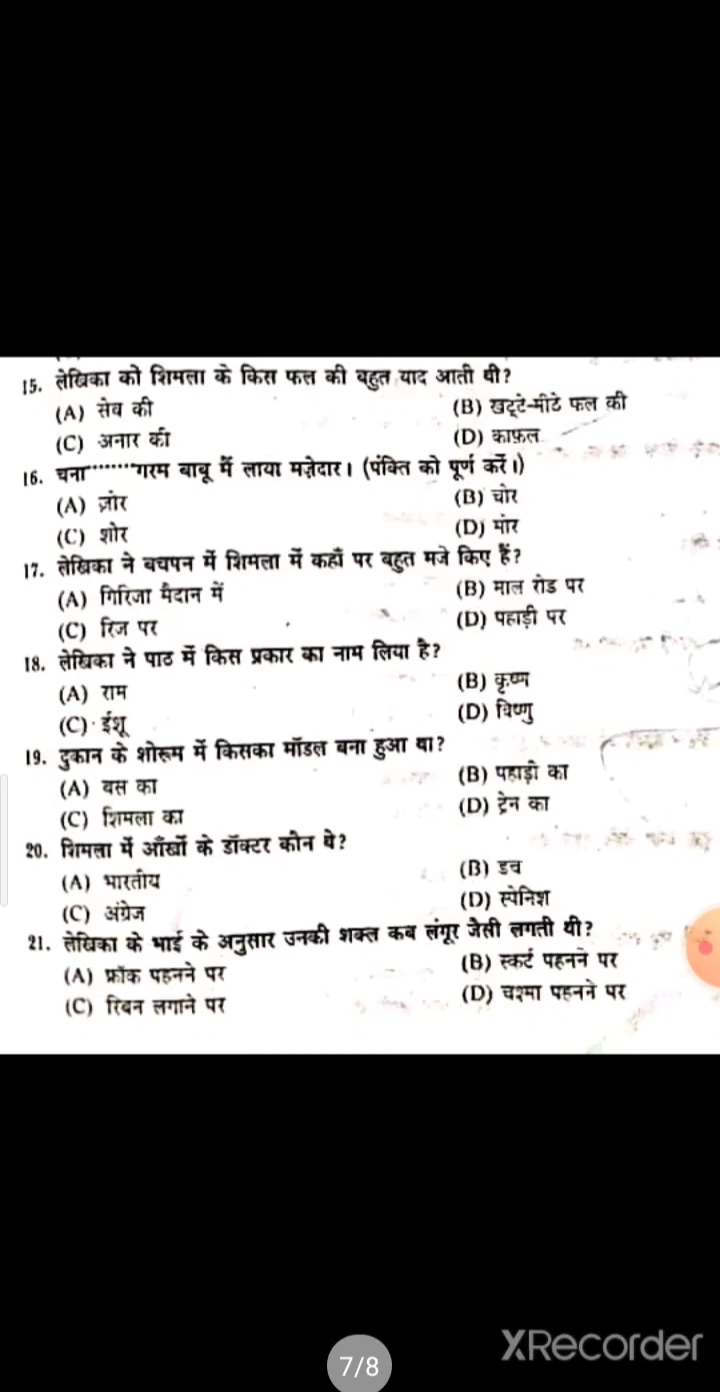 15. लेखिका को शिमला के किस फल की बहुत याद आती थी?
(A) सेब की (B) खट्टे-मीठे फल की
(C) अनार की (D) काफ़ल
16. चना.......गरम बाबू मैं लाया मज़ेदार। (पंक्ति को पूर्ण करें।)
(A) ज़ोर (B) चोर
(C) शोर (D) मोर
17. लेखिका ने बचपन में शिमला में कहाँ पर बहुत मजे किए हैं?
(A) गिरिजा मैदान में (B) माल रोड पर
(C) रिज पर (D) पहाड़ी पर
18. लेखिका ने पाठ में किस प्रकार का नाम लिया है?
(A) राम (B) कृष्ण
(C) ईशू (D) विष्णु
19. दुकान के शोरूम में किसका मॉडल बना हुआ था?
(A) बस का (B) पहाड़ी का
(C) शिमला का (D) ट्रेन का
20. शिमला में आँखों के डॉक्टर कौन थे?
(A) भारतीय (B) डच
(C) अंग्रेज (D) स्पेनिश
21. लेखिका के भाई के अनुसार उनकी शक्ल कब लंगूर जैसी लगती थी?
(A) फ्रॉक पहनने पर (B) स्कर्ट पहनने पर
(C) रिबन लगाने पर (D) चश्मा पहनने पर
7/8
XRecorder